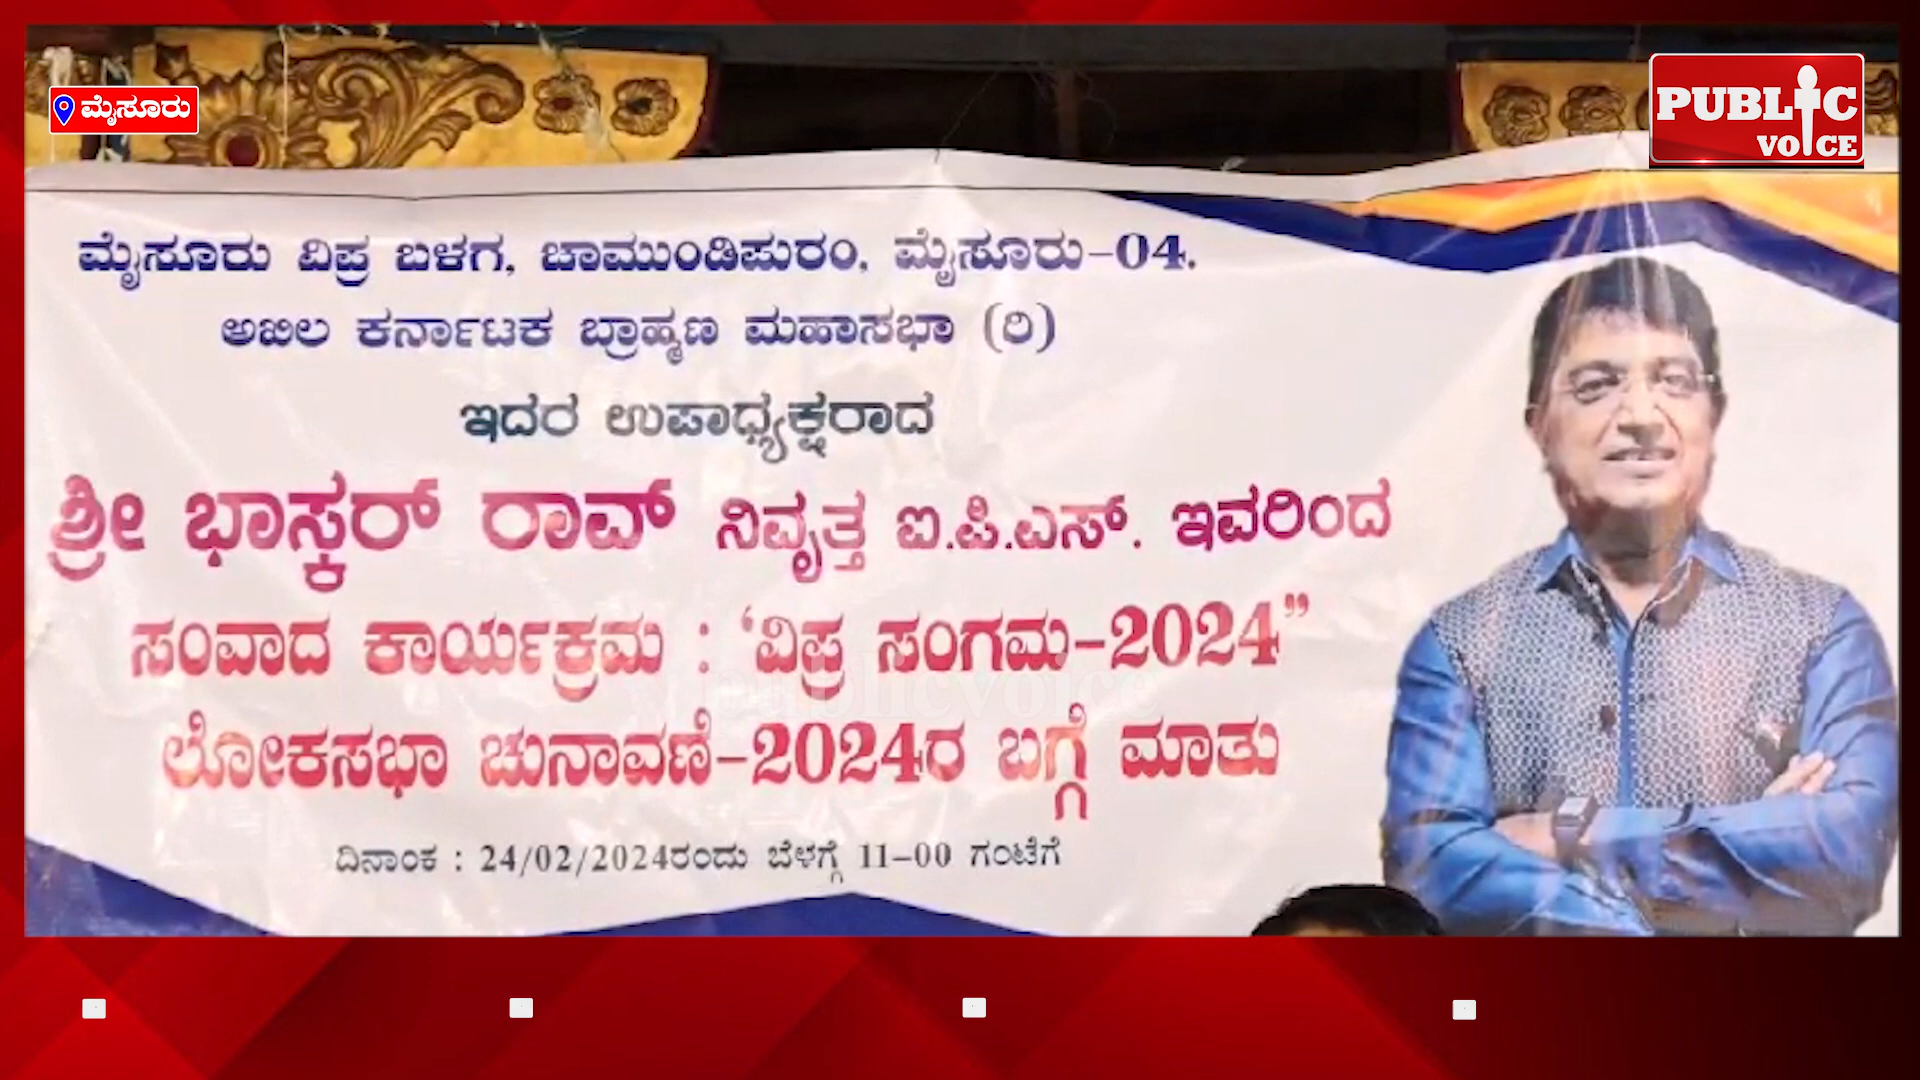 ಮೈಸೂರು
PUBLIC
VOICE
ಮೈಸೂರು ವಿಪ್ರ ಬಳಗ, ಚಾಮುಂಡಿಪುರಂ, ಮೈಸೂರು-04.
ಅಖಿಲ ಕರ್ನಾಟಕ ಬ್ರಾಹ್ಮಣ ಮಹಾಸಭಾ (ರಿ)
ಇದರ ಉಪಾಧ್ಯಕ್ಷರಾದ
ಶ್ರೀ ಭಾಸ್ಕರ್ ರಾವ್ ನಿವೃತ್ತ ಐ.ಪಿ.ಎಸ್. ಇವರಿಂದ
ಸಂವಾದ ಕಾರ್ಯಕ್ರಮ : ‘ವಿಪ್ರ ಸಂಗಮ-2024”
publicvoice
ಲೋಕಸಭಾ ಚುನಾವಣೆ-2024ರ ಬಗ್ಗೆ ಮಾತು
ದಿನಾಂಕ : 24/02/2024ರಂದು ಬೆಳಗ್ಗೆ 11-00 ಗಂಟೆಗೆ